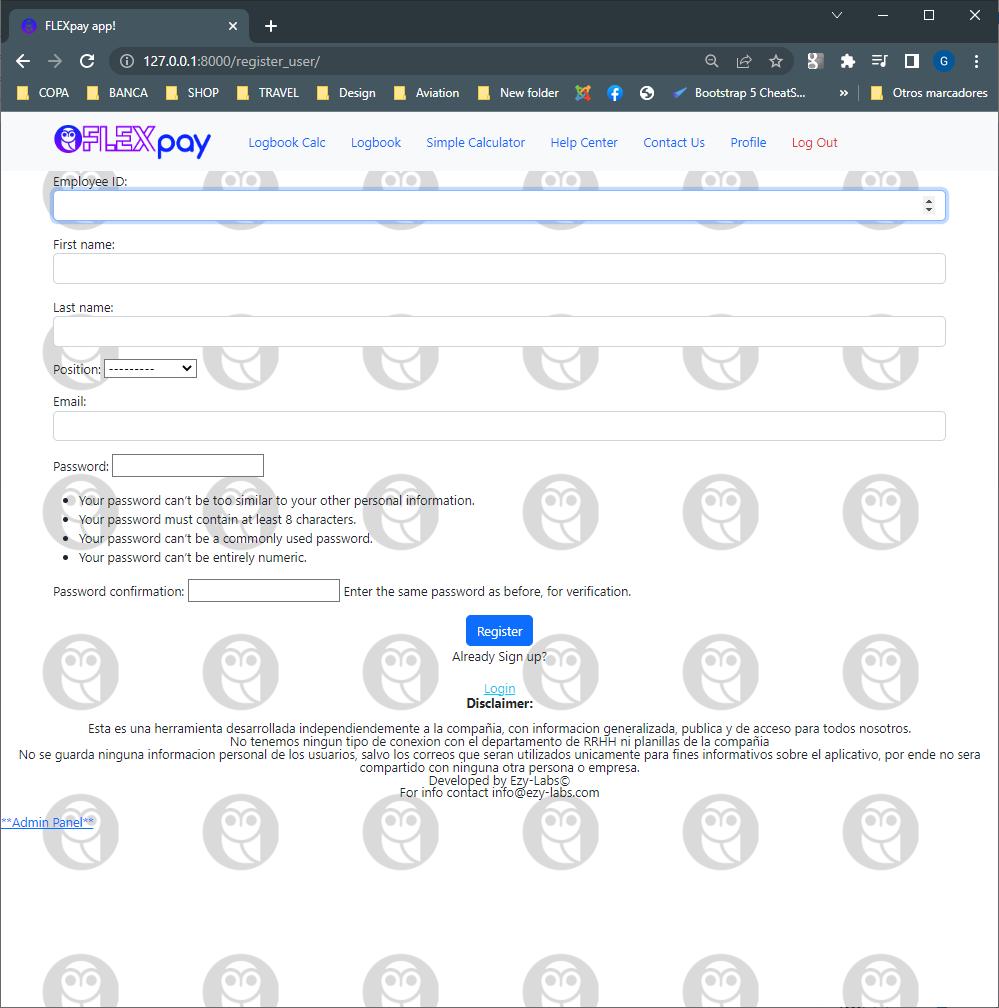 FLEXpay app!
127.0.0.1:8000/register_user/
G
COPA BANCA SHOP TRAVEL Design Aviation New folder Bootstrap 5 CheatS... » Otros marcadores
FLEXpay Logbook Calc Logbook Simple Calculator Help Center Contact Us Profile Log Out
Employee ID:
First name:
Last name:
Position: ---------
Email:
Password:
Your password can't be too similar to your other personal information.
Your password must contain at least 8 characters.
Your password can't be a commonly used password.
Your password can't be entirely numeric.
Password confirmation: Enter the same password as before, for verification.
Register
Already Sign up?
Login
Disclaimer:
Esta es una herramienta desarrollada independiendemente a la compañia, con informacion generalizada, publica y de acceso para todos nosotros.
No tenemos ningun tipo de conexion con el departamento de RRHH ni planillas de la compañia
No se guarda ninguna informacion personal de los usuarios, salvo los correos que seran utilizados unicamente para fines informativos sobre el aplicativo, por ende no sera
compartido con ninguna otra persona o empresa.
Developed by Ezy-Labs©
For info contact info@ezy-labs.com
**Admin Panel**